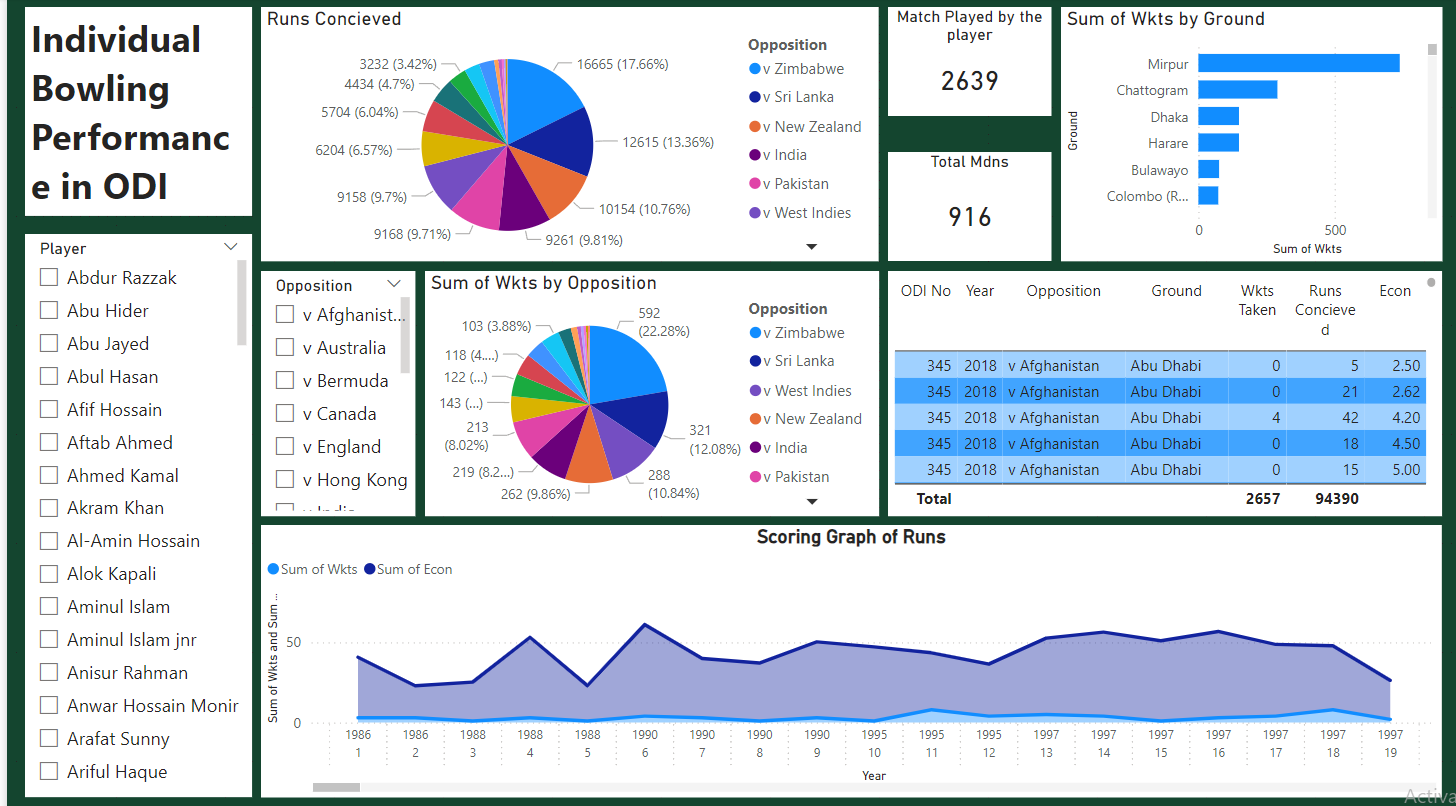 Individual
Bowling
Performanc
e in ODI
Player
Abdur Razzak
Abu Hider
Abu Jayed
Abul Hasan
Afif Hossain
Aftab Ahmed
Ahmed Kamal
Akram Khan
Al-Amin Hossain
Alok Kapali
Aminul Islam
Aminul Islam jnr
Anisur Rahman
Anwar Hossain Monir
Arafat Sunny
Ariful Haque
Runs Concieved
3232 (3.42%)
4434 (4.7%)
5704 (6.04%)
6204 (6.57%)
9158 (9.7%)
9168 (9.71%)
16665 (17.66%)
12615 (13.36%)
10154 (10.76%)
9261 (9.81%)
Opposition
v Zimbabwe
v Sri Lanka
v New Zealand
v India
v Pakistan
v West Indies
Match Played by the
player
2639
Total Mdns
916
Sum of Wkts by Ground
Ground
Mirpur
Chattogram
Dhaka
Harare
Bulawayo
Colombo (R...
0 500
Sum of Wkts
Opposition
v Afghanist...
v Australia
v Bermuda
v Canada
v England
v Hong Kong
Sum of Wkts by Opposition
103 (3.88%)
118 (4....)
122 (...)
143 (...)
213
(8.02%)
219 (8.2...)
262 (9.86%)
592
(22.28%)
321
(12.08%)
288
(10.84%)
Opposition
v Zimbabwe
v Sri Lanka
v West Indies
v New Zealand
v India
v Pakistan
ODI No Year Opposition Ground Wkts Runs Econ
Taken Concieve
d
345 2018 v Afghanistan Abu Dhabi 0 5 2.50
345 2018 v Afghanistan Abu Dhabi 0 21 2.62
345 2018 v Afghanistan Abu Dhabi 4 42 4.20
345 2018 v Afghanistan Abu Dhabi 0 18 4.50
345 2018 v Afghanistan Abu Dhabi 0 15 5.00
Total 2657 94390
Scoring Graph of Runs
Sum of Wkts Sum of Econ
Sum of Wkts and Sum ...
50
0
1986 1986 1988 1988 1988 1990 1990 1990 1990 1995 1995 1995 1997 1997 1997 1997 1997 1997 1997
1 2 3 4 5 6 7 8 9 10 11 12 13 14 15 16 17 18 19
Year